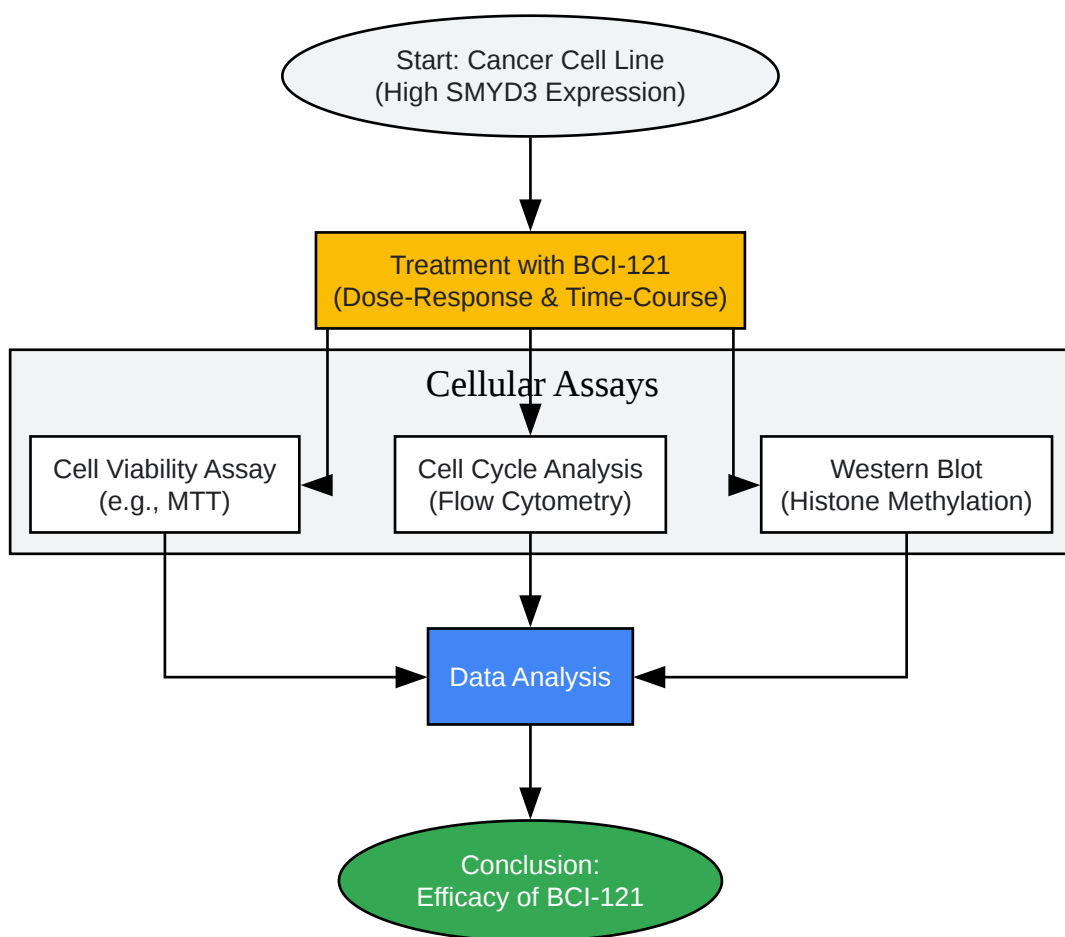 Start: Cancer Cell Line
(High SMYD3 Expression)
Treatment with BCI-121
(Dose-Response & Time-Course)
Cellular Assays
Cell Viability Assay
(e.g., MTT)
Cell Cycle Analysis
(Flow Cytometry)
Western Blot
(Histone Methylation)
Data Analysis
Conclusion:
Efficacy of BCI-121